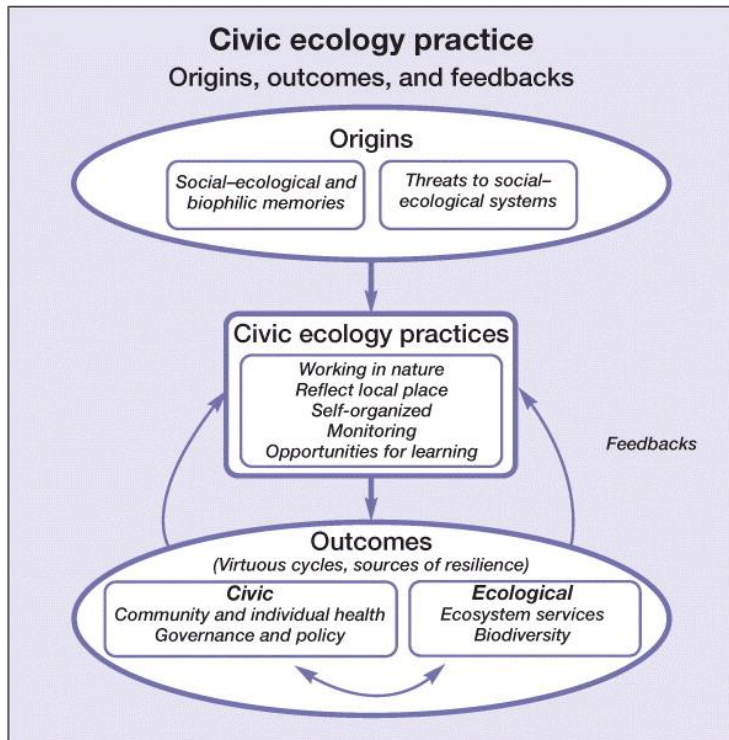 Civic ecology practice
Origins, outcomes, and feedbacks
Origins
Social–ecological and
biophilic memories
Threats to social–
ecological systems
Civic ecology practices
Working in nature
Reflect local place
Self-organized
Monitoring
Opportunities for learning
Feedbacks
Outcomes
(Virtuous cycles, sources of resilience)
Civic
Community and individual health
Governance and policy
Ecological
Ecosystem services
Biodiversity